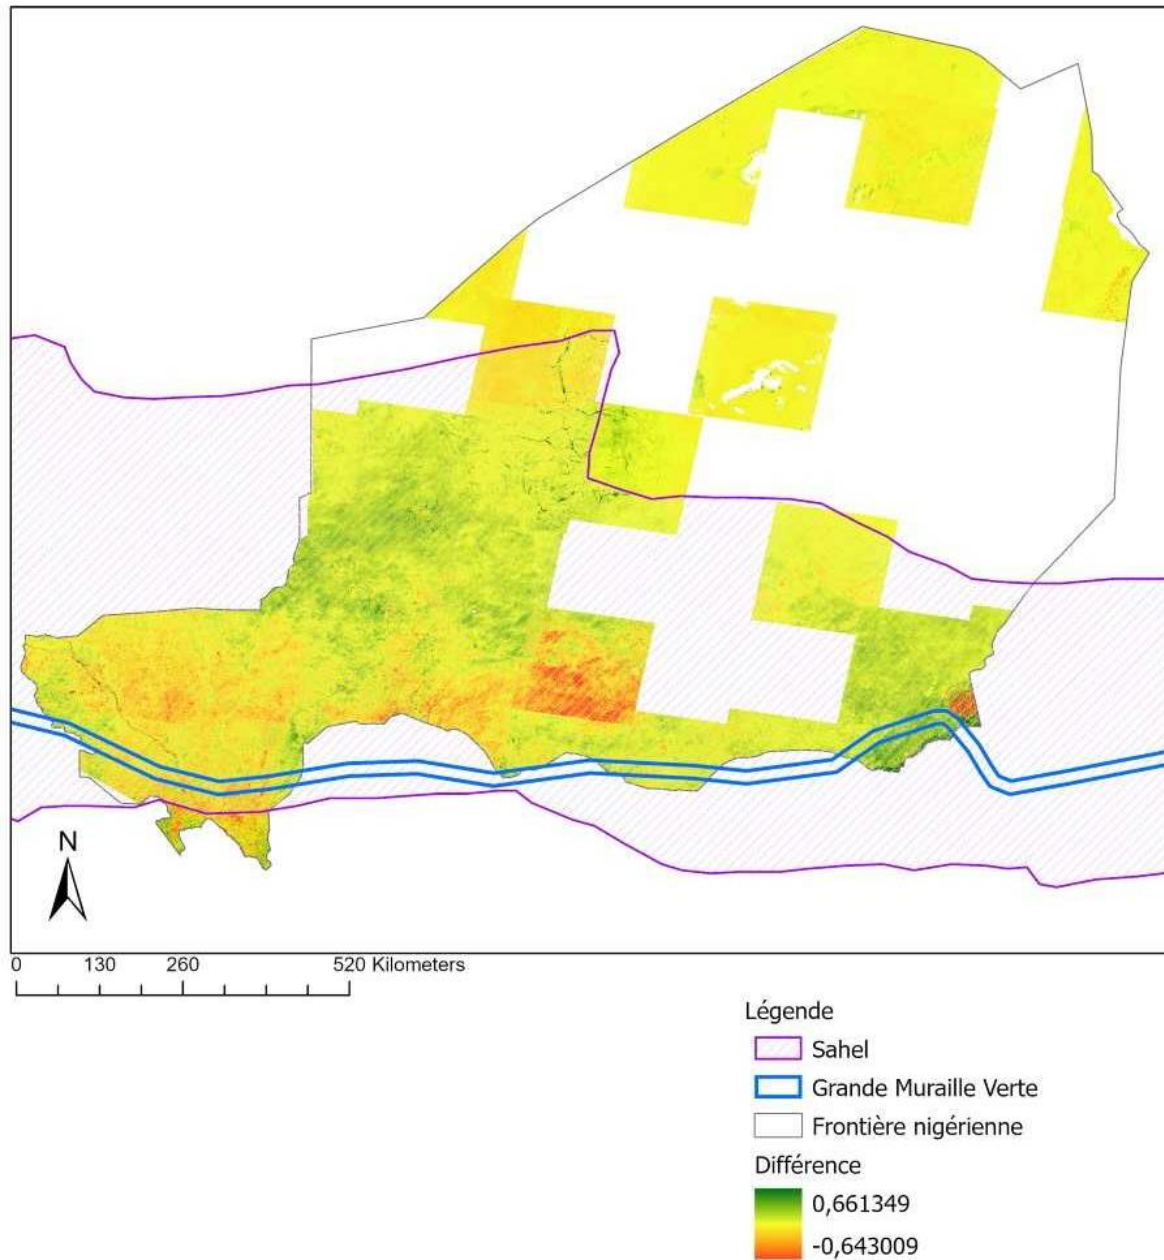 N
0 130 260 520 Kilometers
Légende
Sahel
Grande Muraille Verte
Frontière nigérienne
Différence
0,661349
-0,643009